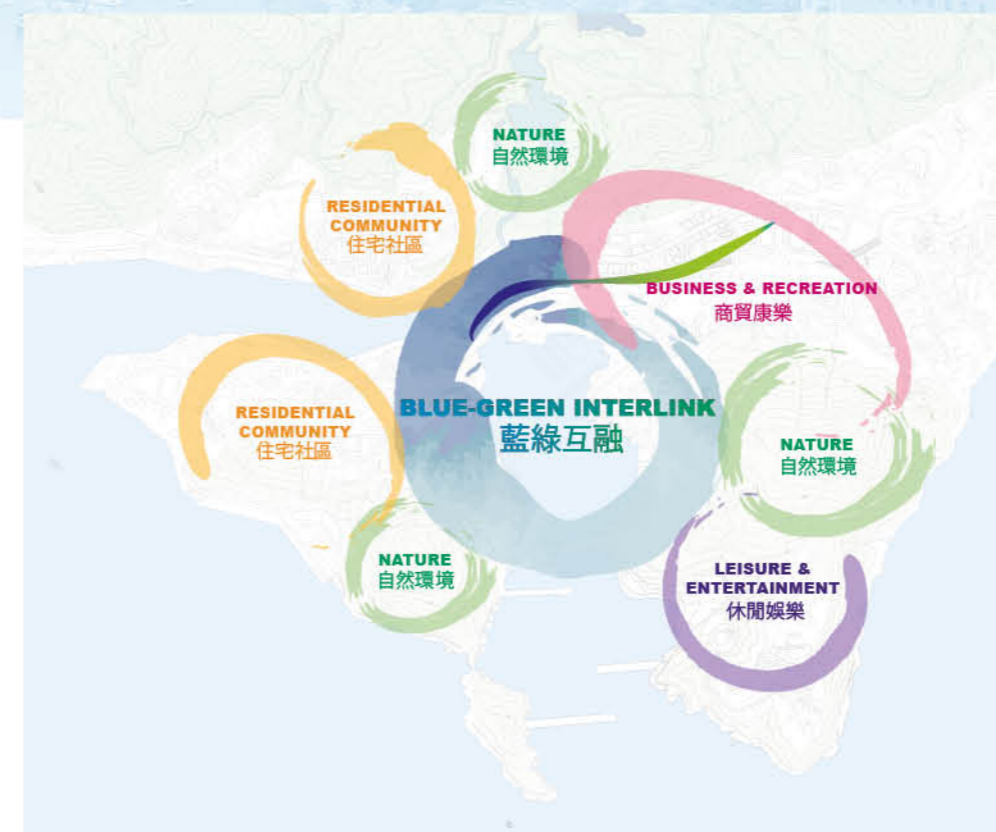 NATURE
自然環境
RESIDENTIAL
COMMUNITY
住宅社區
BUSINESS & RECREATION
商貿康樂
BLUE-GREEN INTERLINK
藍綠互融
RESIDENTIAL
COMMUNITY
住宅社區
NATURE
自然環境
NATURE
自然環境
LEISURE &
ENTERTAINMENT
休閒娛樂